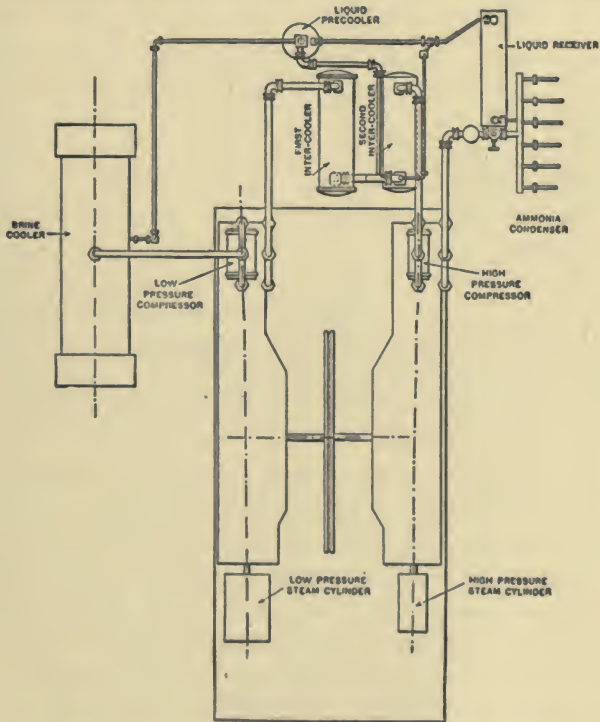 LIQUID
PRECOOLER
LIQUID RECEIVER
FIRST
INTER-COOLER
SECOND
INTER-COOLER
AMMONIA
CONDENSER
BRINE
COOLER
LOW
PRESSURE
COMPRESSOR
HIGH
PRESSURE
COMPRESSOR
LOW PRESSURE
STEAM CYLINDER
HIGH PRESSURE
STEAM CYLINDER